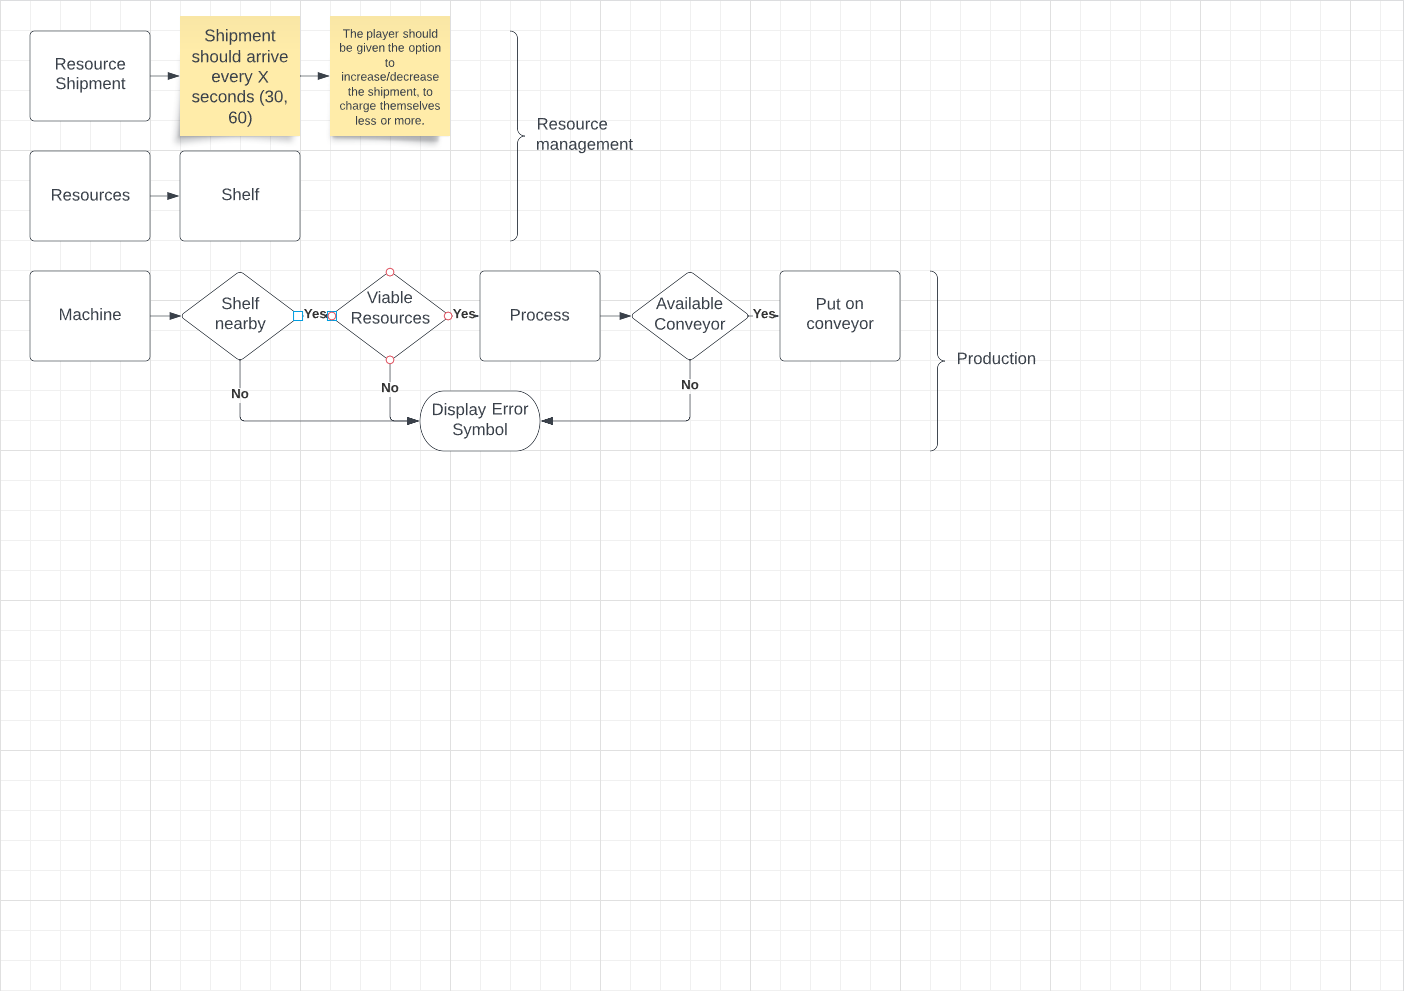 Resource
Shipment
Shipment
should arrive
every X
seconds (30,
60)
The player should
be given the option
to
increase/decrease
the shipment, to
charge themselves
less or more.
Resource
management
Resources
Shelf
Machine
Shelf
nearby
Yes
Viable
Resources
Yes
Process
Available
Conveyor
Yes
Put on
conveyor
Production
No
No
No
Display Error
Symbol